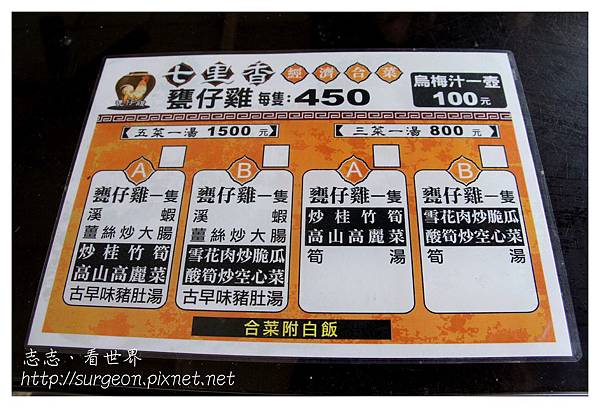 七里香 經濟合菜
甕仔雞 每隻:450
烏梅汁一壺
100元
五菜一湯 1500 元
三菜一湯 800 元
A
甕仔雞一隻
溪蝦
薑絲炒大腸
炒桂竹筍
高山高麗菜
古早味豬肚湯
B
甕仔雞一隻
溪蝦
薑絲炒大腸
雪花肉炒脆瓜
酸筍炒空心菜
古早味豬肚湯
A
甕仔雞一隻
炒桂竹筍
高山高麗菜
筍湯
B
甕仔雞一隻
雪花肉炒脆瓜
酸筍炒空心菜
筍湯
合菜附白飯
志志、看世界
http://surgeon.pixnet.net